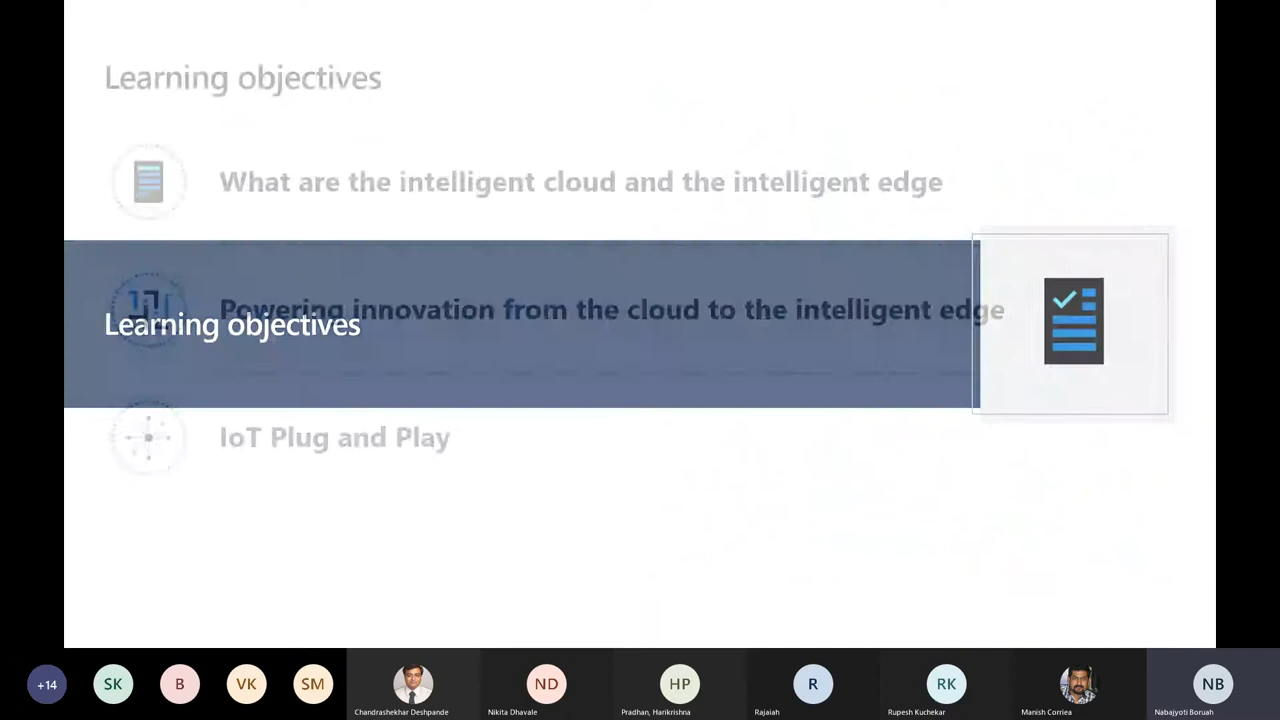 Learning objectives
What are the intelligent cloud and the intelligent edge
Powering innovation from the cloud to the intelligent edge
Learning objectives
IoT Plug and Play
+14
SK
B
VK
SM
ND
HP
R
RK
NB
Chandrashekhar Deshpande
Nikita Dhavale
Pradhan, Harikrishna
Rajaiah
Rupesh Kuchekar
Manish Corriea
Nabajyoti Boruah